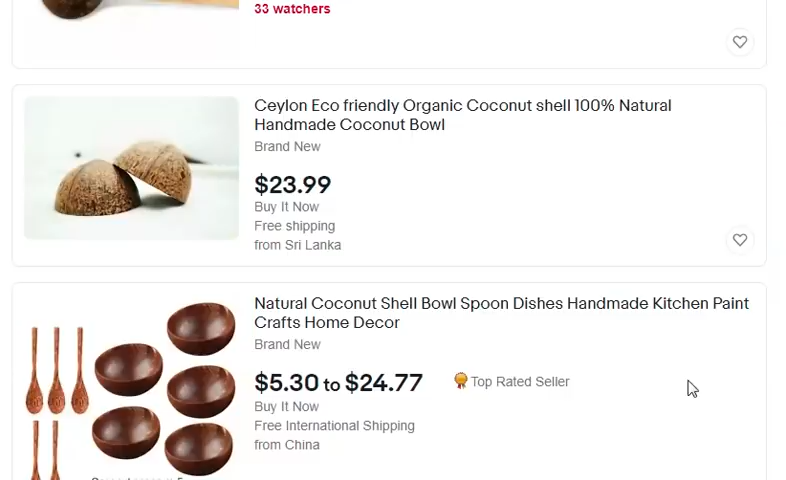 33 watchers
Ceylon Eco friendly Organic Coconut shell 100% Natural
Handmade Coconut Bowl
Brand New
$23.99
Buy It Now
Free shipping
from Sri Lanka
Natural Coconut Shell Bowl Spoon Dishes Handmade Kitchen Paint
Crafts Home Decor
Brand New
$5.30 to $24.77
Top Rated Seller
Buy It Now
Free International Shipping
from China